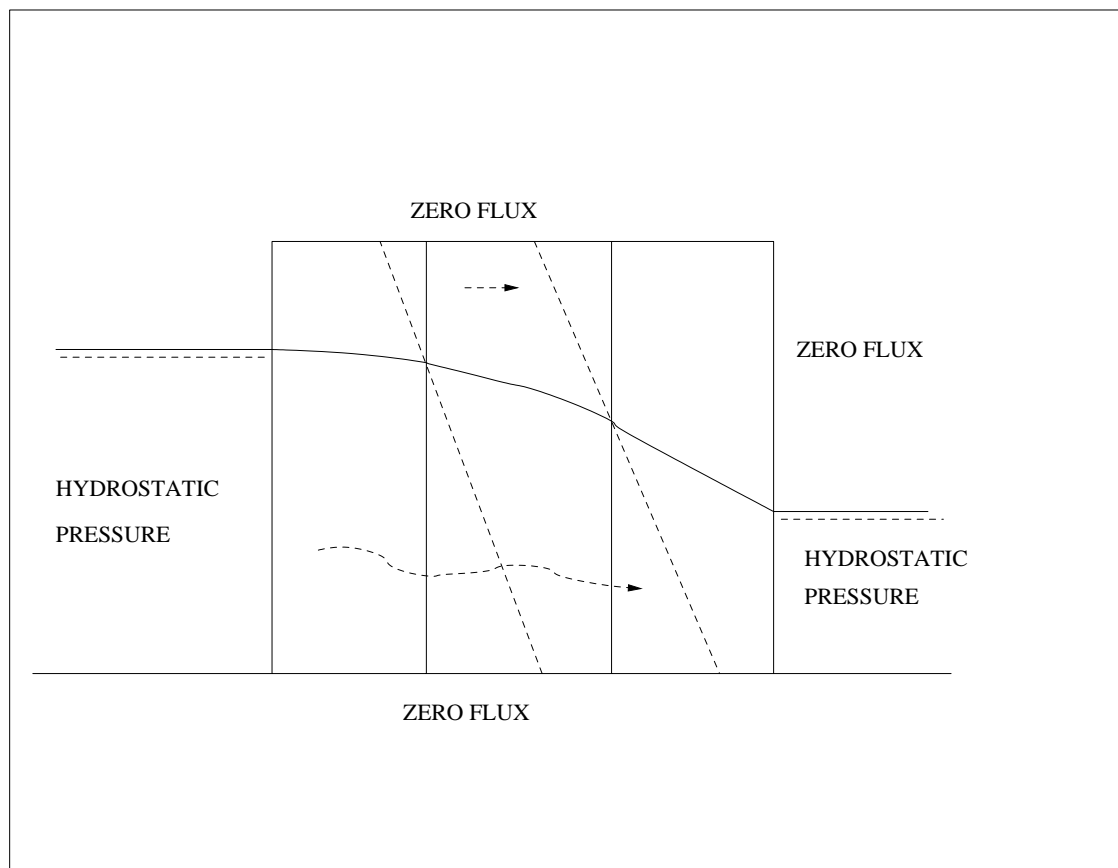 ZERO FLUX
ZERO FLUX
HYDROSTATIC
PRESSURE
HYDROSTATIC
PRESSURE
ZERO FLUX